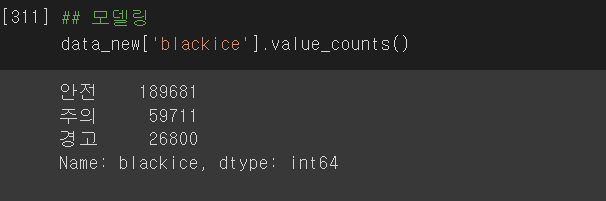 [311] ## 모델링
data_new['blackice'].value_counts()
안전 189681
주의 59711
경고 26800
Name: blackice, dtype: int64